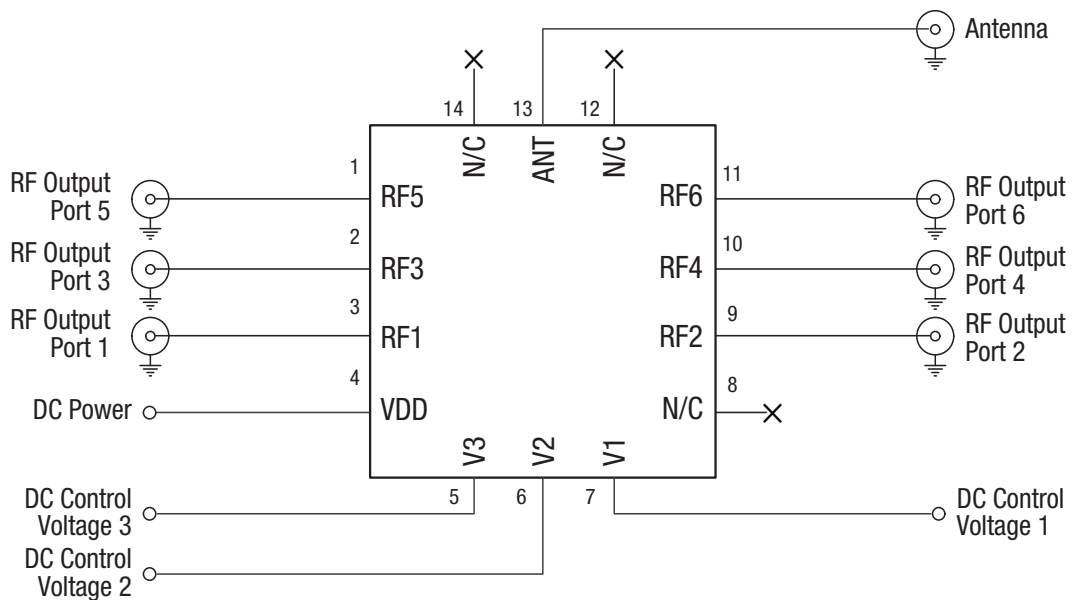 Antenna
14
13
12
N/C
ANT
N/C
1
RF Output
Port 5
RF5
RF6
11
RF Output
Port 6
2
RF Output
Port 3
RF3
RF4
10
RF Output
Port 4
3
RF Output
Port 1
RF1
RF2
9
RF Output
Port 2
4
DC Power
VDD
N/C
8
V3
V2
V1
5
6
7
DC Control
Voltage 3
DC Control
Voltage 1
DC Control
Voltage 2